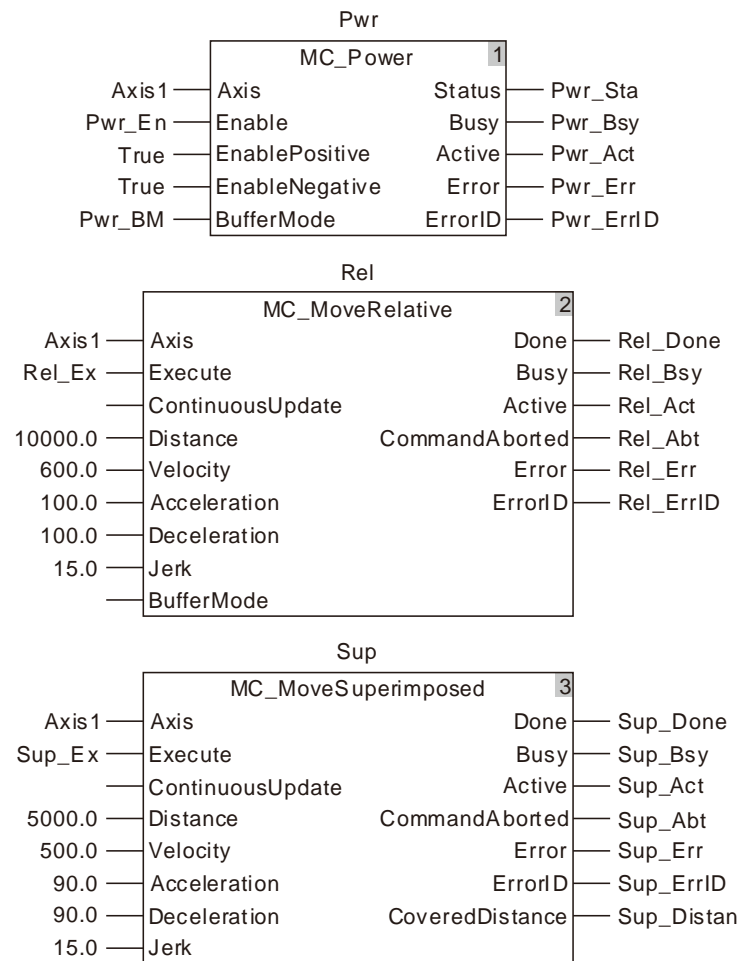 Pwr
MC_Power 1
Axis1 Axis Status Pwr_Sta
Pwr_En Enable Busy Pwr_Bsy
True EnablePositive Active Pwr_Act
True EnableNegative Error Pwr_Err
Pwr_BM BufferMode ErrorID Pwr_ErrID
Rel
MC_MoveRelative 2
Axis1 Axis Done Rel_Done
Rel_Ex Execute Busy Rel_Bsy
ContinuousUpdate Active Rel_Act
10000.0 Distance CommandAborted Rel_Abt
600.0 Velocity Error Rel_Err
100.0 Acceleration ErrorID Rel_ErrID
100.0 Deceleration
15.0 Jerk
BufferMode
Sup
MC_MoveSuperimposed 3
Axis1 Axis Done Sup_Done
Sup_Ex Execute Busy Sup_Bsy
ContinuousUpdate Active Sup_Act
5000.0 Distance CommandAborted Sup_Abt
500.0 Velocity Error Sup_Err
90.0 Acceleration ErrorID Sup_ErrID
90.0 Deceleration CoveredDistance Sup_Distan
15.0 Jerk